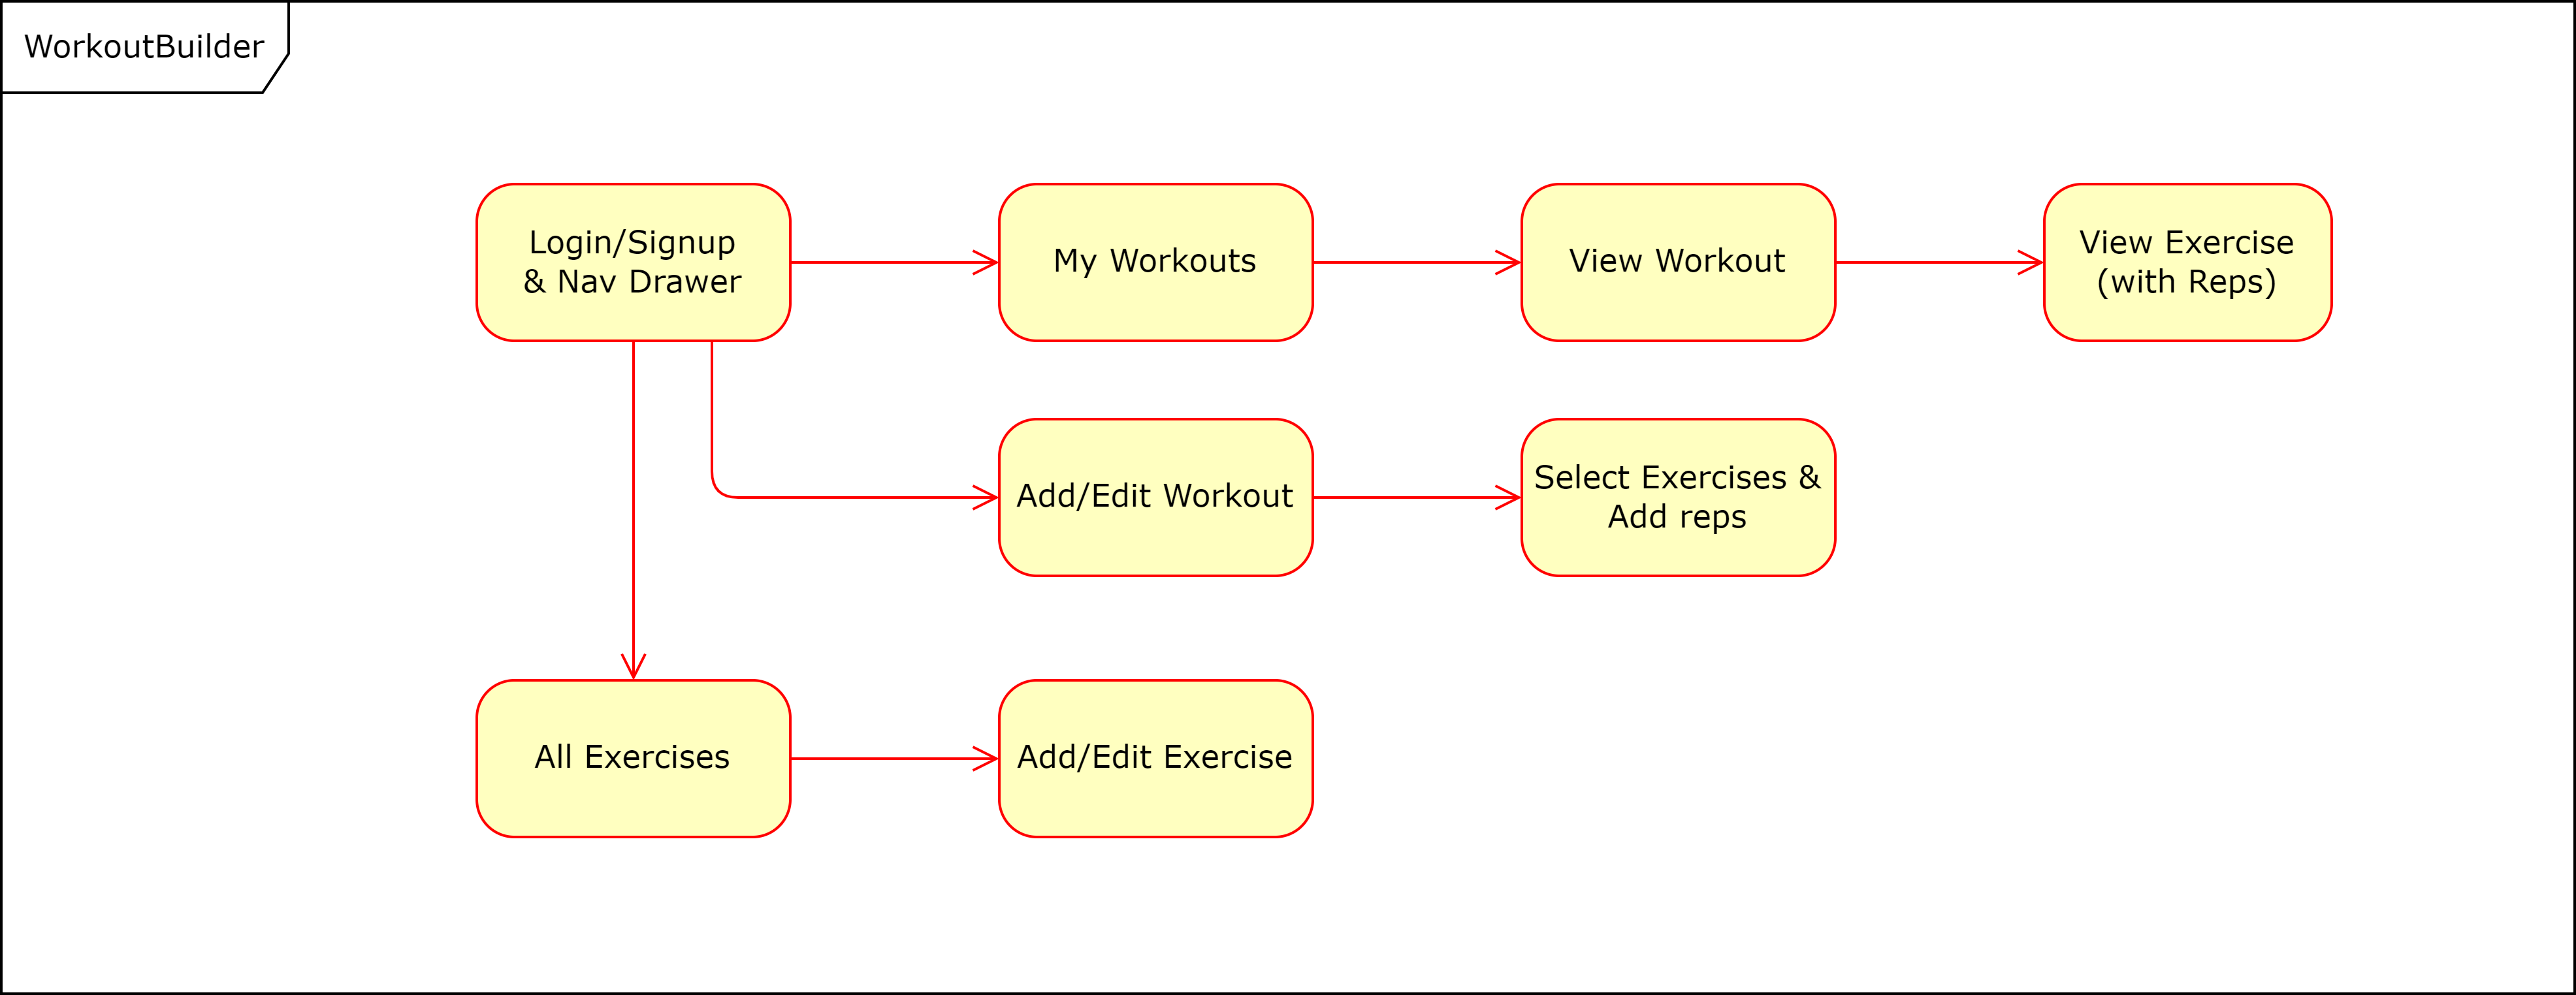 WorkoutBuilder
Login/Signup
& Nav Drawer
My Workouts
View Workout
View Exercise
(with Reps)
Add/Edit Workout
Select Exercises &
Add reps
All Exercises
Add/Edit Exercise